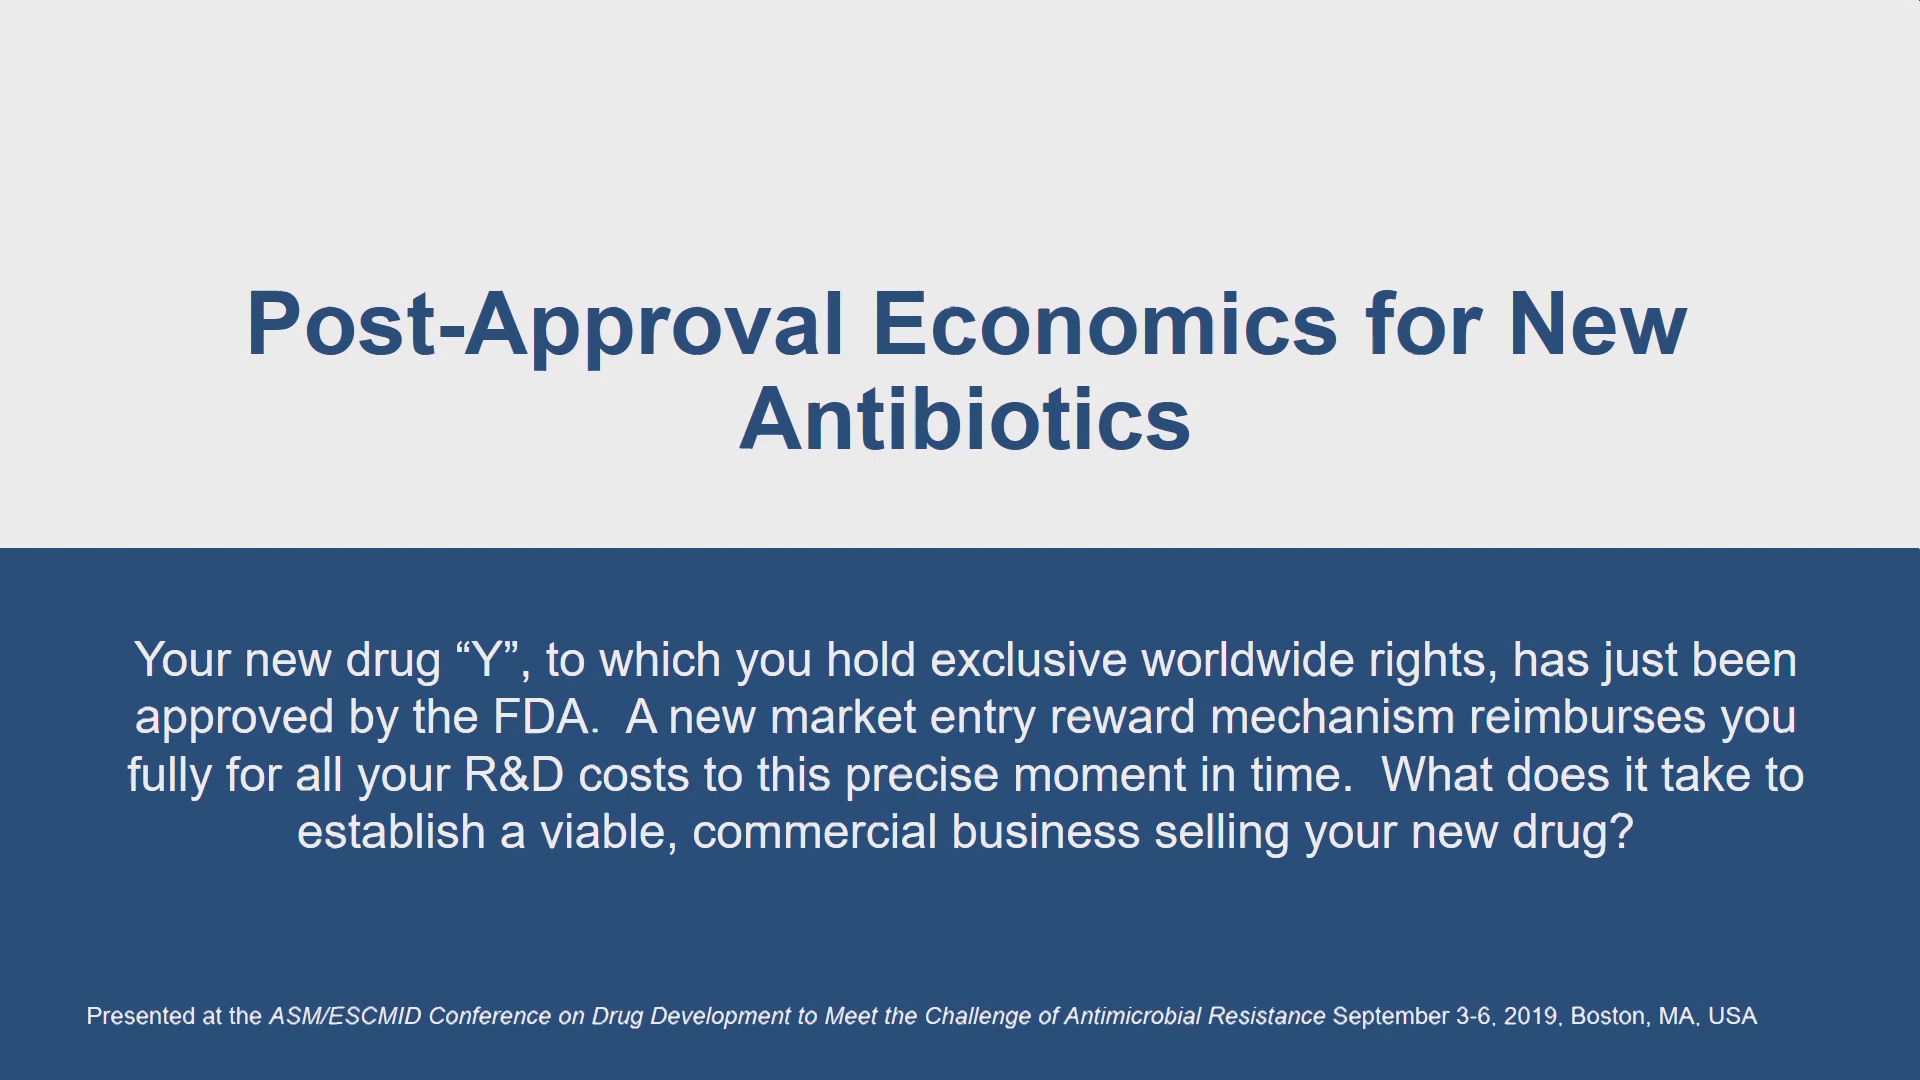 Post-Approval Economics for New
Antibiotics
Your new drug “Y”, to which you hold exclusive worldwide rights, has just been
approved by the FDA.  A new market entry reward mechanism reimburses you
fully for all your R&D costs to this precise moment in time.  What does it take to
establish a viable, commercial business selling your new drug?
Presented at the ASM/ESCMID Conference on Drug Development to Meet the Challenge of Antimicrobial Resistance September 3-6, 2019, Boston, MA, USA